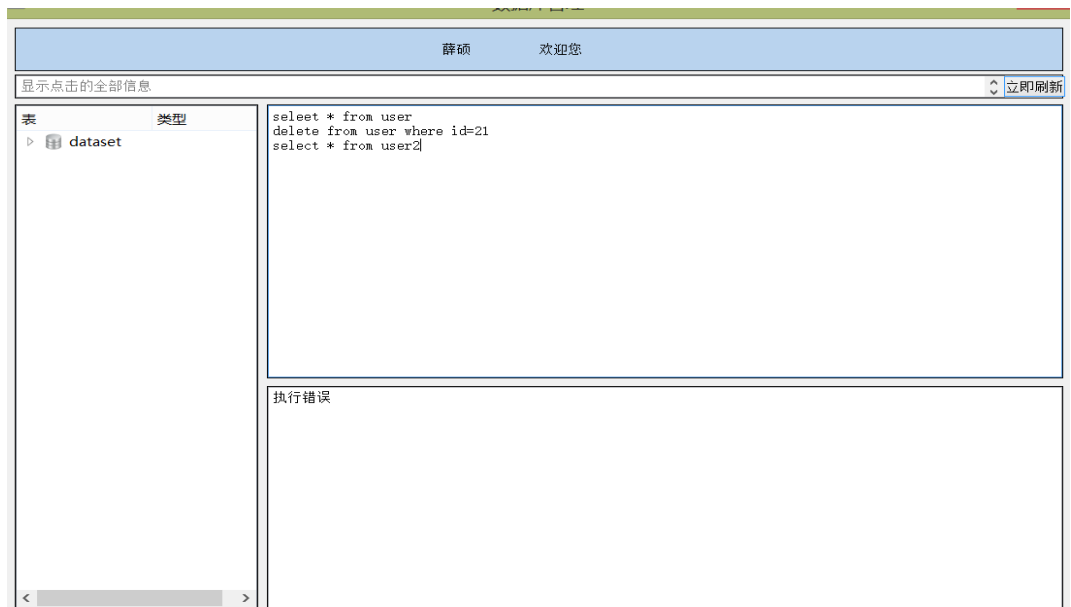 薛硕 欢迎您
显示点击的全部信息 立即刷新
表 类型
dataset
seleet * from user
delete from user where id=21
select * from user2
执行错误